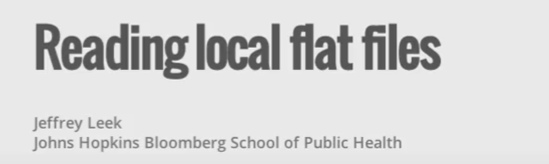 Reading local flat files
Jeffrey Leek
Johns Hopkins Bloomberg School of Public Health